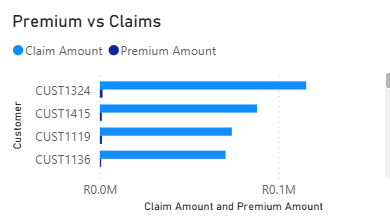 Premium vs Claims
Claim Amount Premium Amount
Customer
CUST1324
CUST1415
CUST1119
CUST1136
R0.0M R0.1M
Claim Amount and Premium Amount